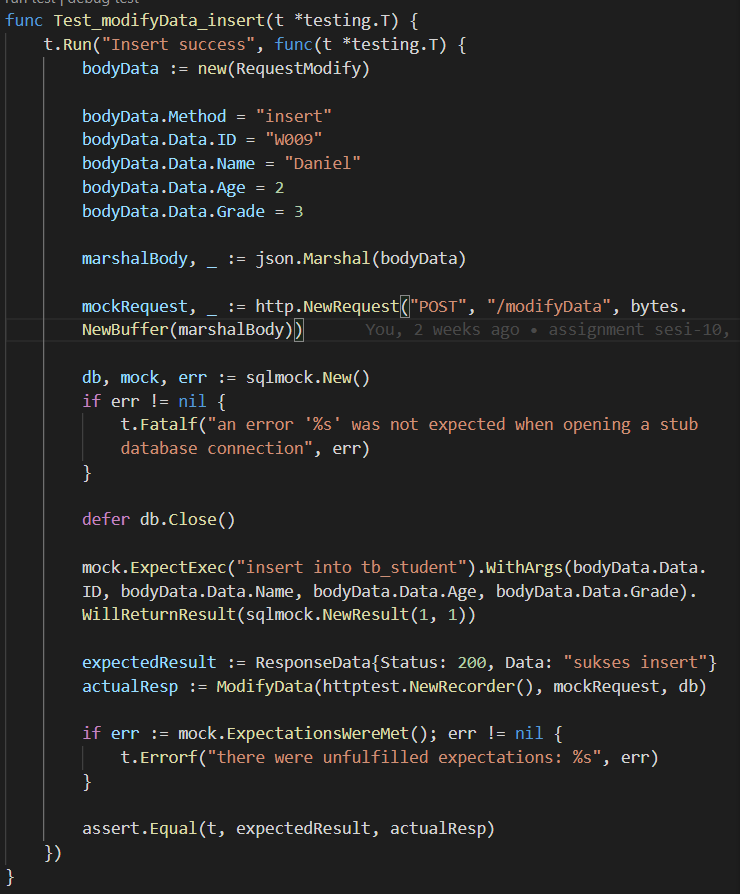 run test | debug test
func Test_modifyData_insert(t *testing.T) {
    t.Run("Insert success", func(t *testing.T) {
        bodyData := new(RequestModify)

        bodyData.Method = "insert"
        bodyData.Data.ID = "W009"
        bodyData.Data.Name = "Daniel"
        bodyData.Data.Age = 2
        bodyData.Data.Grade = 3

        marshalBody, _ := json.Marshal(bodyData)

        mockRequest, _ := http.NewRequest("POST", "/modifyData", bytes.
        NewBuffer(marshalBody))      You, 2 weeks ago • assignment sesi-10,

        db, mock, err := sqlmock.New()
        if err != nil {
            t.Fatalf("an error '%s' was not expected when opening a stub
            database connection", err)
        }

        defer db.Close()

        mock.ExpectExec("insert into tb_student").WithArgs(bodyData.Data.
        ID, bodyData.Data.Name, bodyData.Data.Age, bodyData.Data.Grade).
        WillReturnResult(sqlmock.NewResult(1, 1))

        expectedResult := ResponseData{Status: 200, Data: "sukses insert"}
        actualResp := ModifyData(httptest.NewRecorder(), mockRequest, db)

        if err := mock.ExpectationsWereMet(); err != nil {
            t.Errorf("there were unfulfilled expectations: %s", err)
        }

        assert.Equal(t, expectedResult, actualResp)
    })
}